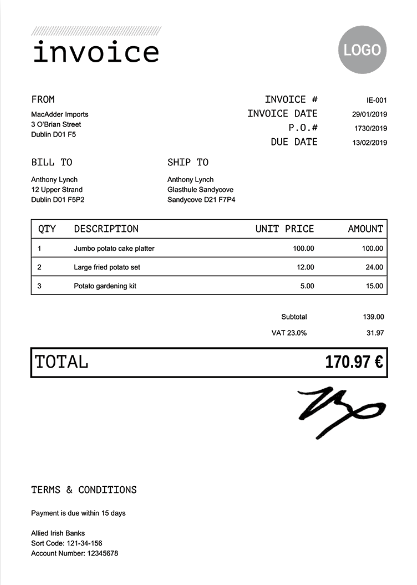 invoice
LOGO
FROM
MacAdder Imports
3 O'Brian Street
Dublin D01 F5
INVOICE # IE-001
INVOICE DATE 29/01/2019
P.O.# 1730/2019
DUE DATE 13/02/2019
BILL TO
Anthony Lynch
12 Upper Strand
Dublin D01 F5P2
SHIP TO
Anthony Lynch
Glasthule Sandycove
Sandycove D21 F7P4
QTY DESCRIPTION UNIT PRICE AMOUNT
1 Jumbo potato cake platter 100.00 100.00
2 Large fried potato set 12.00 24.00
3 Potato gardening kit 5.00 15.00
Subtotal 139.00
VAT 23.0% 31.97
TOTAL 170.97 €
TERMS & CONDITIONS
Payment is due within 15 days
Allied Irish Banks
Sort Code: 121-34-156
Account Number: 12345678